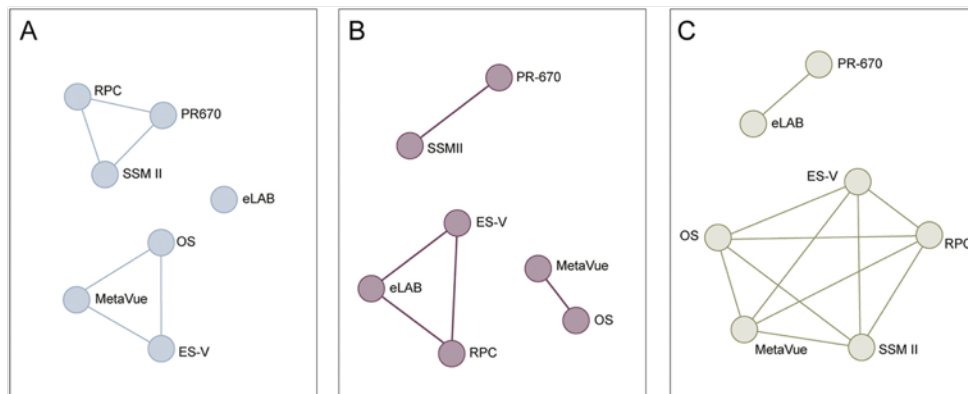 A
RPC
PR670
SSM II
eLAB
OS
MetaVue
ES-V
B
PR-670
SSMII
ES-V
MetaVue
eLAB
OS
RPC
C
PR-670
eLAB
ES-V
OS
RPC
MetaVue
SSM II